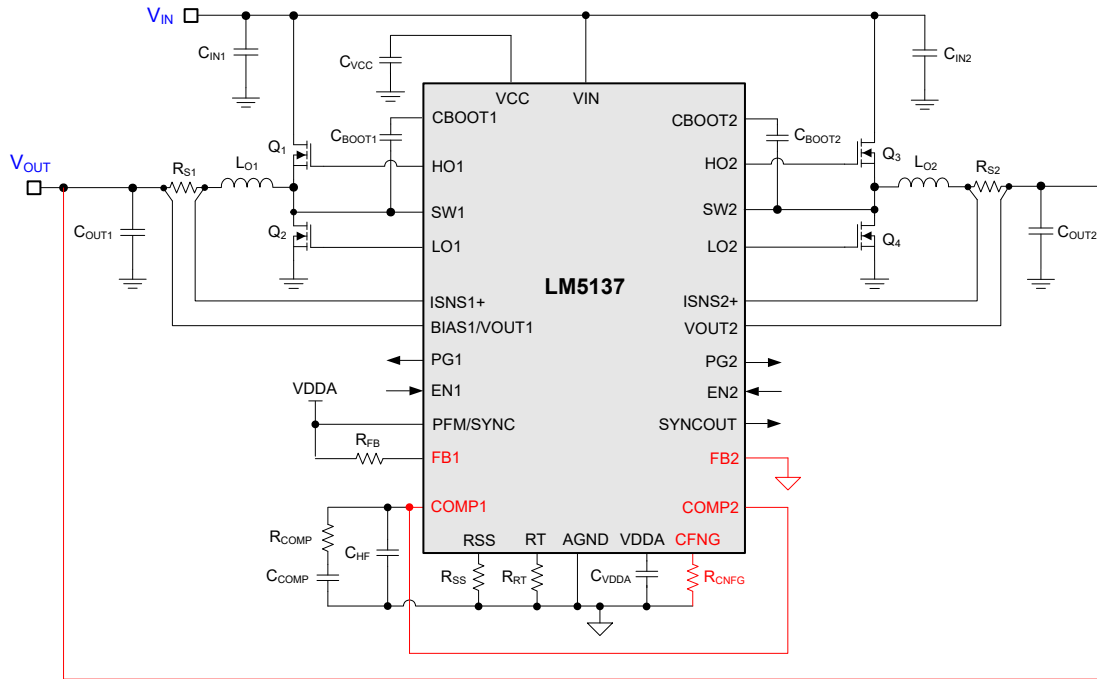 VIN
CIN1
CVCC
CIN2
VCC
VIN
CBOOT1
CBOOT2
CBOOT1
CBOOT2
Q1
HO1
HO2
Q3
VOUT
RS1
LO1
LO2
RS2
SW1
SW2
COUT1
Q2
LO1
LO2
Q4
COUT2
LM5137
ISNS1+
ISNS2+
BIAS1/VOUT1
VOUT2
PG1
PG2
VDDA
EN1
EN2
PFM/SYNC
SYNCOUT
RFB
FB1
FB2
COMP1
COMP2
RCOMP
CHF
RSS
RT
AGND
VDDA
CFNG
CCOMP
RSS
RRT
CVDDA
RCNFG